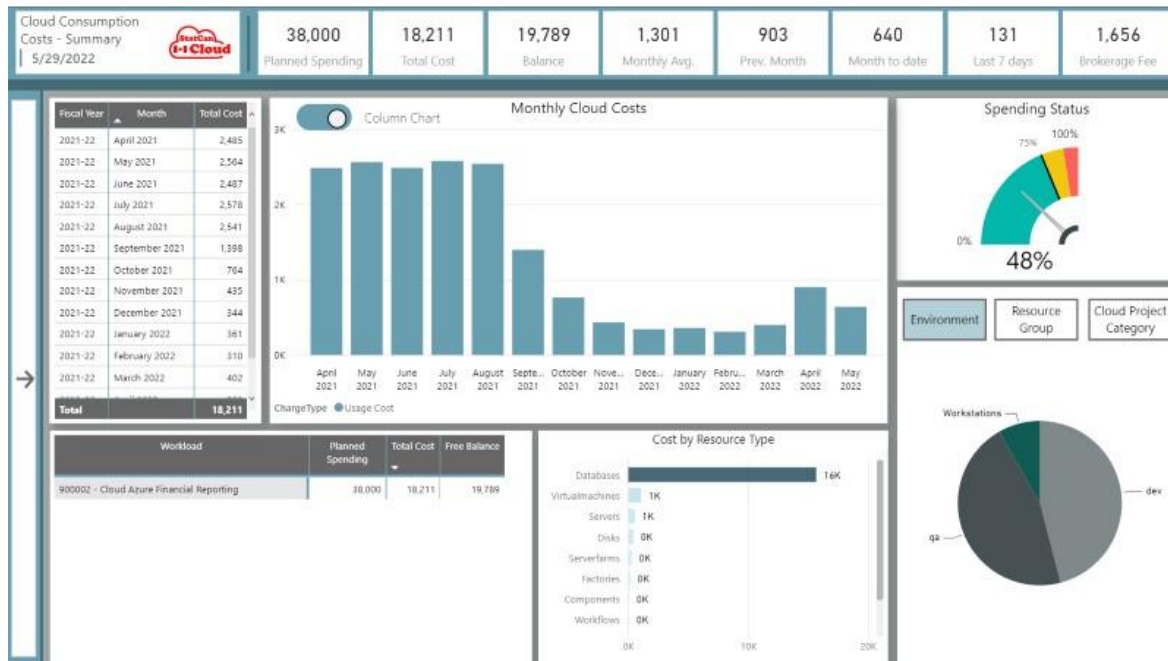 Cloud Consumption
Costs - Summary
5/29/2022
StatCan
Cloud
38,000
Planned Spending
18,211
Total Cost
19,789
Balance
1,301
Monthly Avg.
903
Prev. Month
640
Month to date
131
Last 7 days
1,656
Brokerage Fee
Fiscal Year Month Total Cost
2021-22 April 2021 2,485
2021-22 May 2021 2,564
2021-22 June 2021 2,487
2021-22 July 2021 2,578
2021-22 August 2021 2,541
2021-22 September 2021 1,398
2021-22 October 2021 764
2021-22 November 2021 435
2021-22 December 2021 344
2021-22 January 2022 361
2021-22 February 2022 310
2021-22 March 2022 402
Total 18,211
Column Chart
Monthly Cloud Costs
3K
2K
1K
0K
April May June July August Septe... October Nove... Dece... January Febru... March April May
2021 2021 2021 2021 2021 2021 2021 2021 2021 2022 2022 2022 2022 2022
ChargeType Usage Cost
Spending Status
75% 100%
0%
48%
Environment
Resource
Group
Cloud Project
Category
Workstations
dev
qa
Workload Planned Total Cost Free Balance
Spending
900002 - Cloud Azure Financial Reporting 38,000 18,211 19,789
Cost by Resource Type
Databases 16K
Virtualmachines 1K
Servers 1K
Disks 0K
Serverfarms 0K
Factories 0K
Components 0K
Workflows 0K
0K 10K 20K